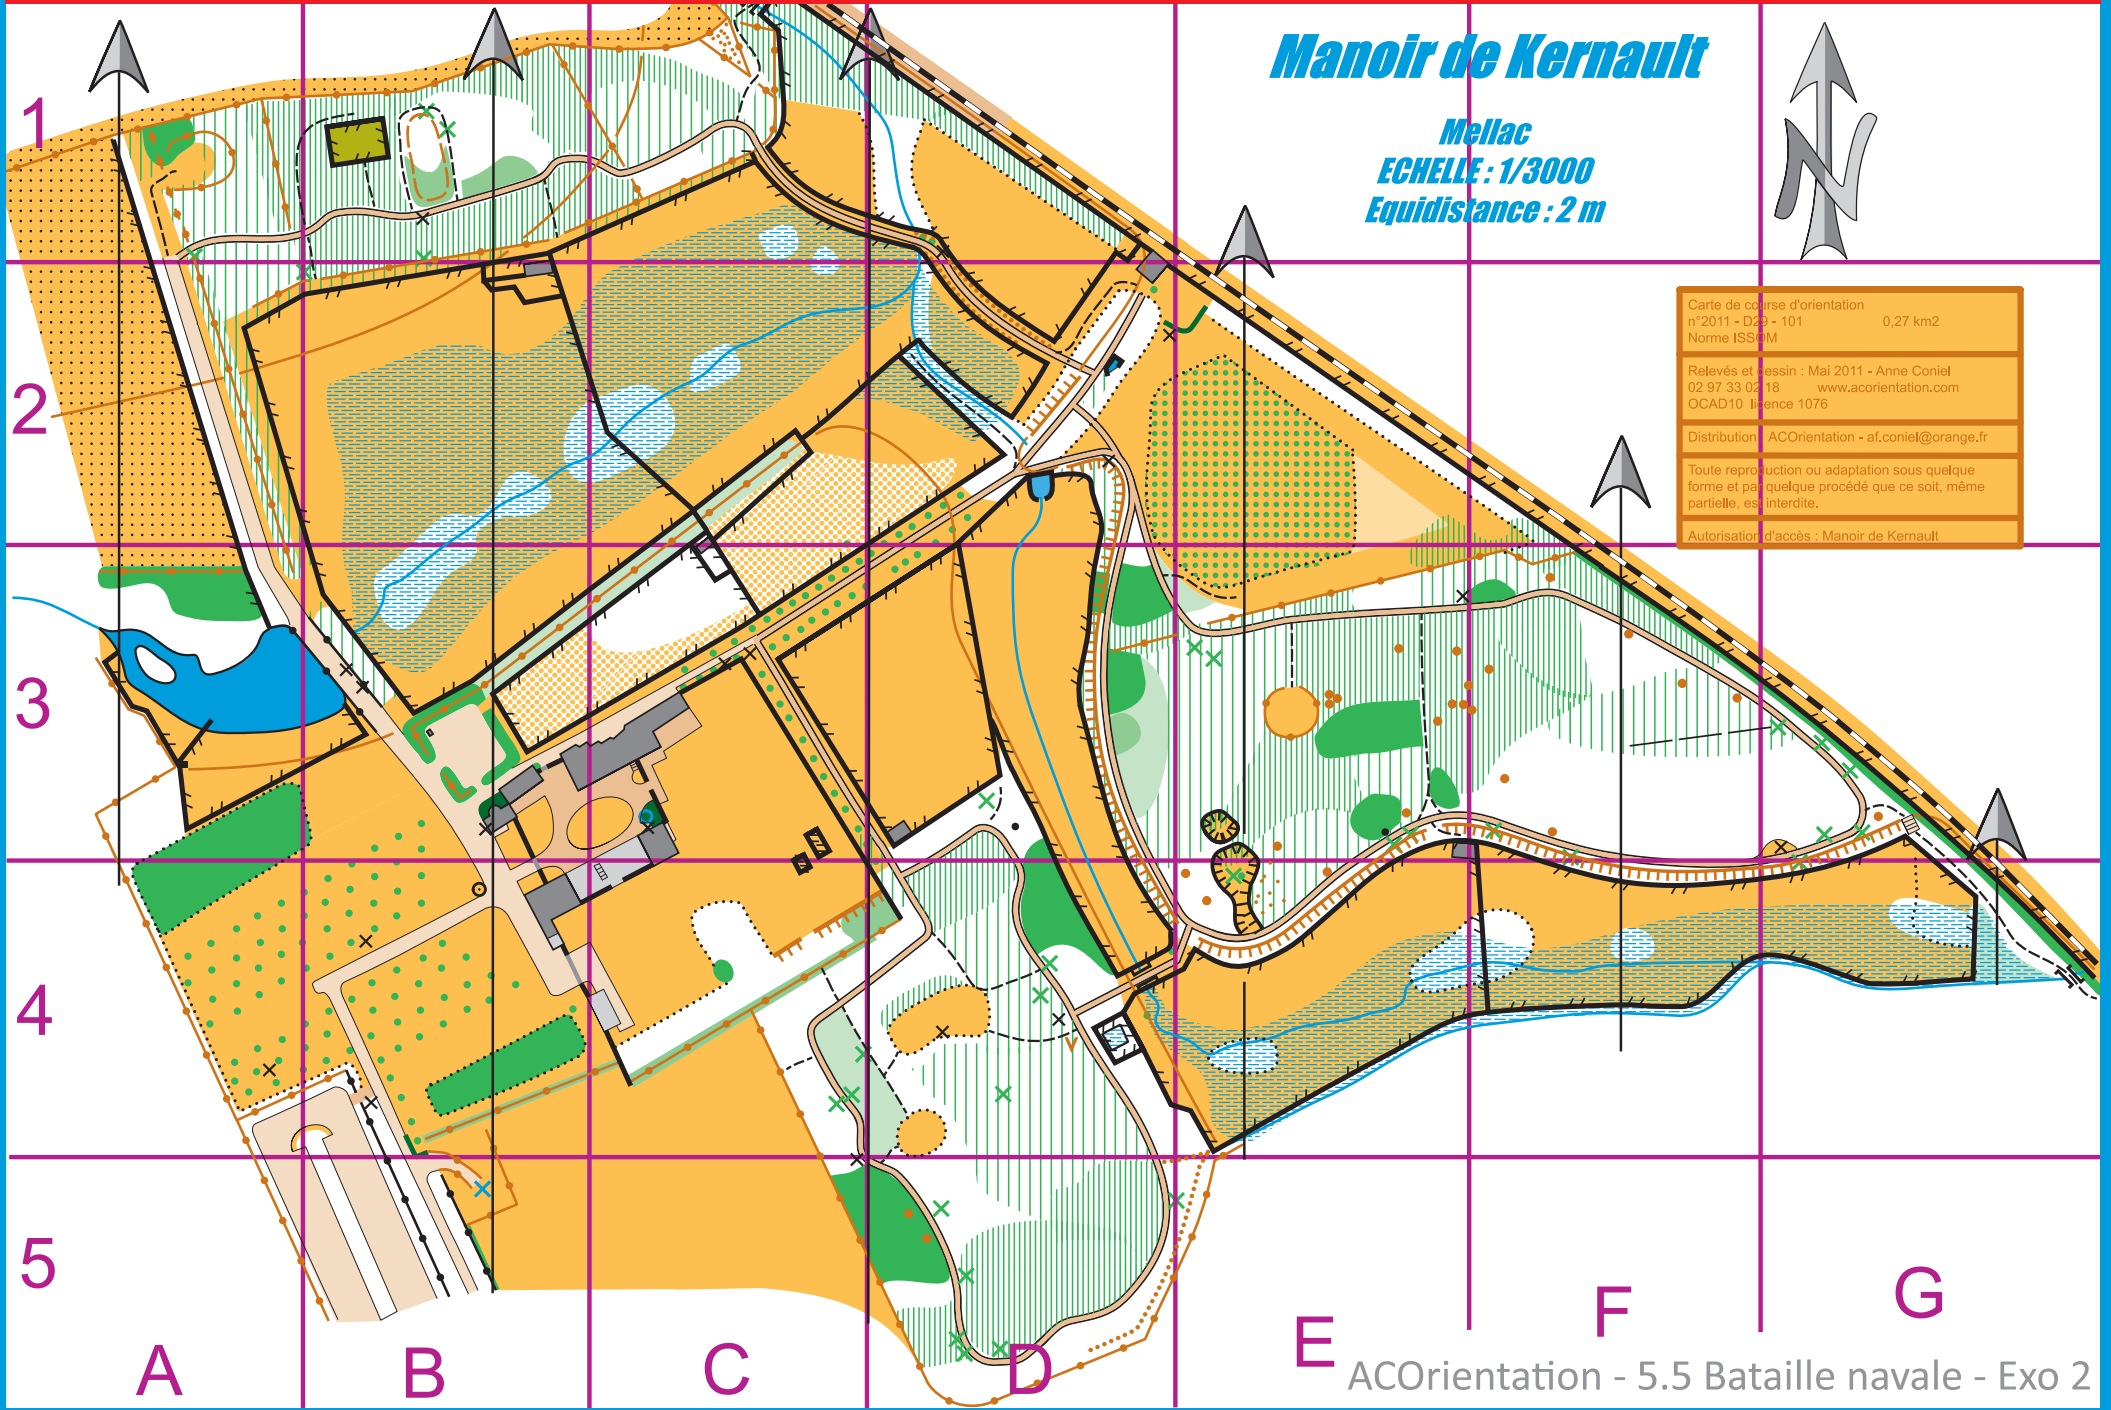 Manoir de Kernault
Mellac
ECHELLE : 1/3000
Equidistance : 2 m
N
Carte de course d'orientation
n°2011 - D29 - 101 0,27 km2
Norme ISSOM
Relevés et dessin : Mai 2011 - Anne Coniel
02 97 33 02 18 www.acorientation.com
OCAD10 licence 1076
Distribution : ACOrientation - af.coniel@orange.fr
Toute reproduction ou adaptation sous quelque
forme et par quelque procédé que ce soit, même
partielle, est interdite.
Autorisation d'accès : Manoir de Kernault
1
2
3
4
5
A
B
C
D
E
F
G
ACOrientation - 5.5 Bataille navale - Exo 2